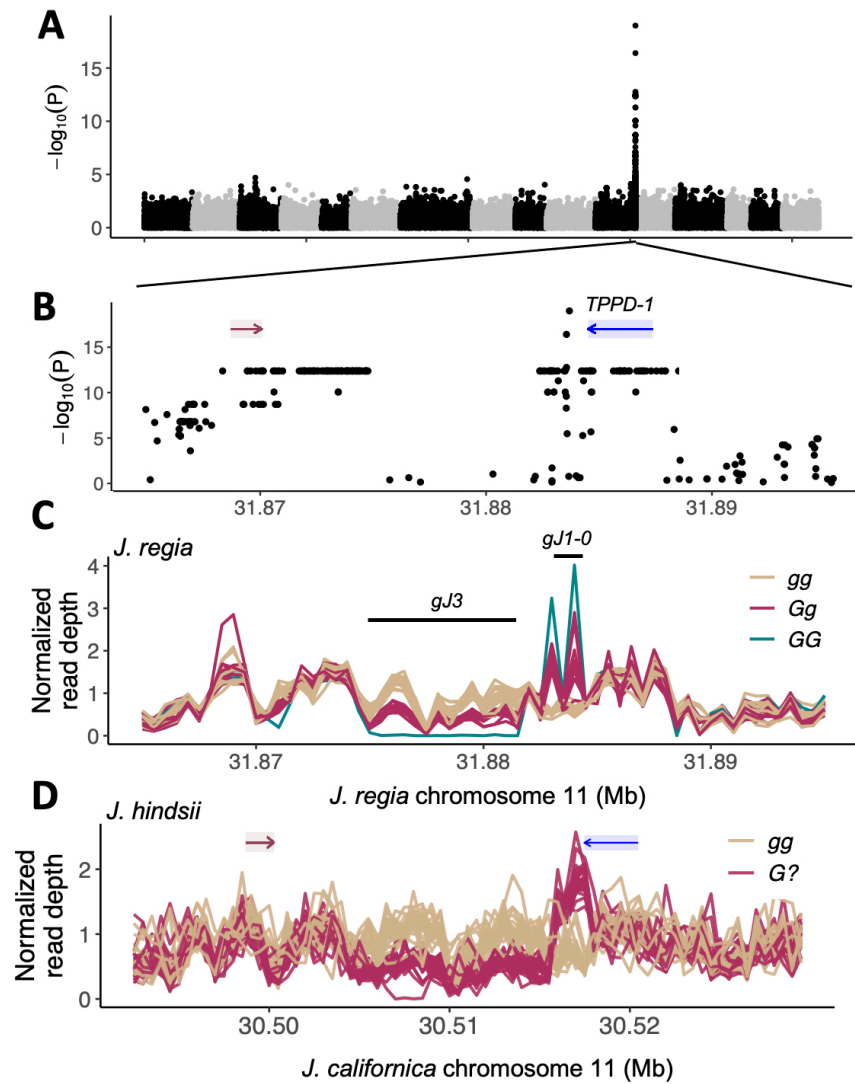 A
−log₁₀(P)
15
10
5
0
B
TPPD-1
−log₁₀(P)
15
10
5
0
31.87
31.88
31.89
C
J. regia
gJ1-0
gJ3
gg
Gg
GG
Normalized
read depth
4
3
2
1
0
31.87
31.88
31.89
J. regia chromosome 11 (Mb)
D
J. hindsii
gg
G?
Normalized
read depth
2
1
0
30.50
30.51
30.52
J. californica chromosome 11 (Mb)